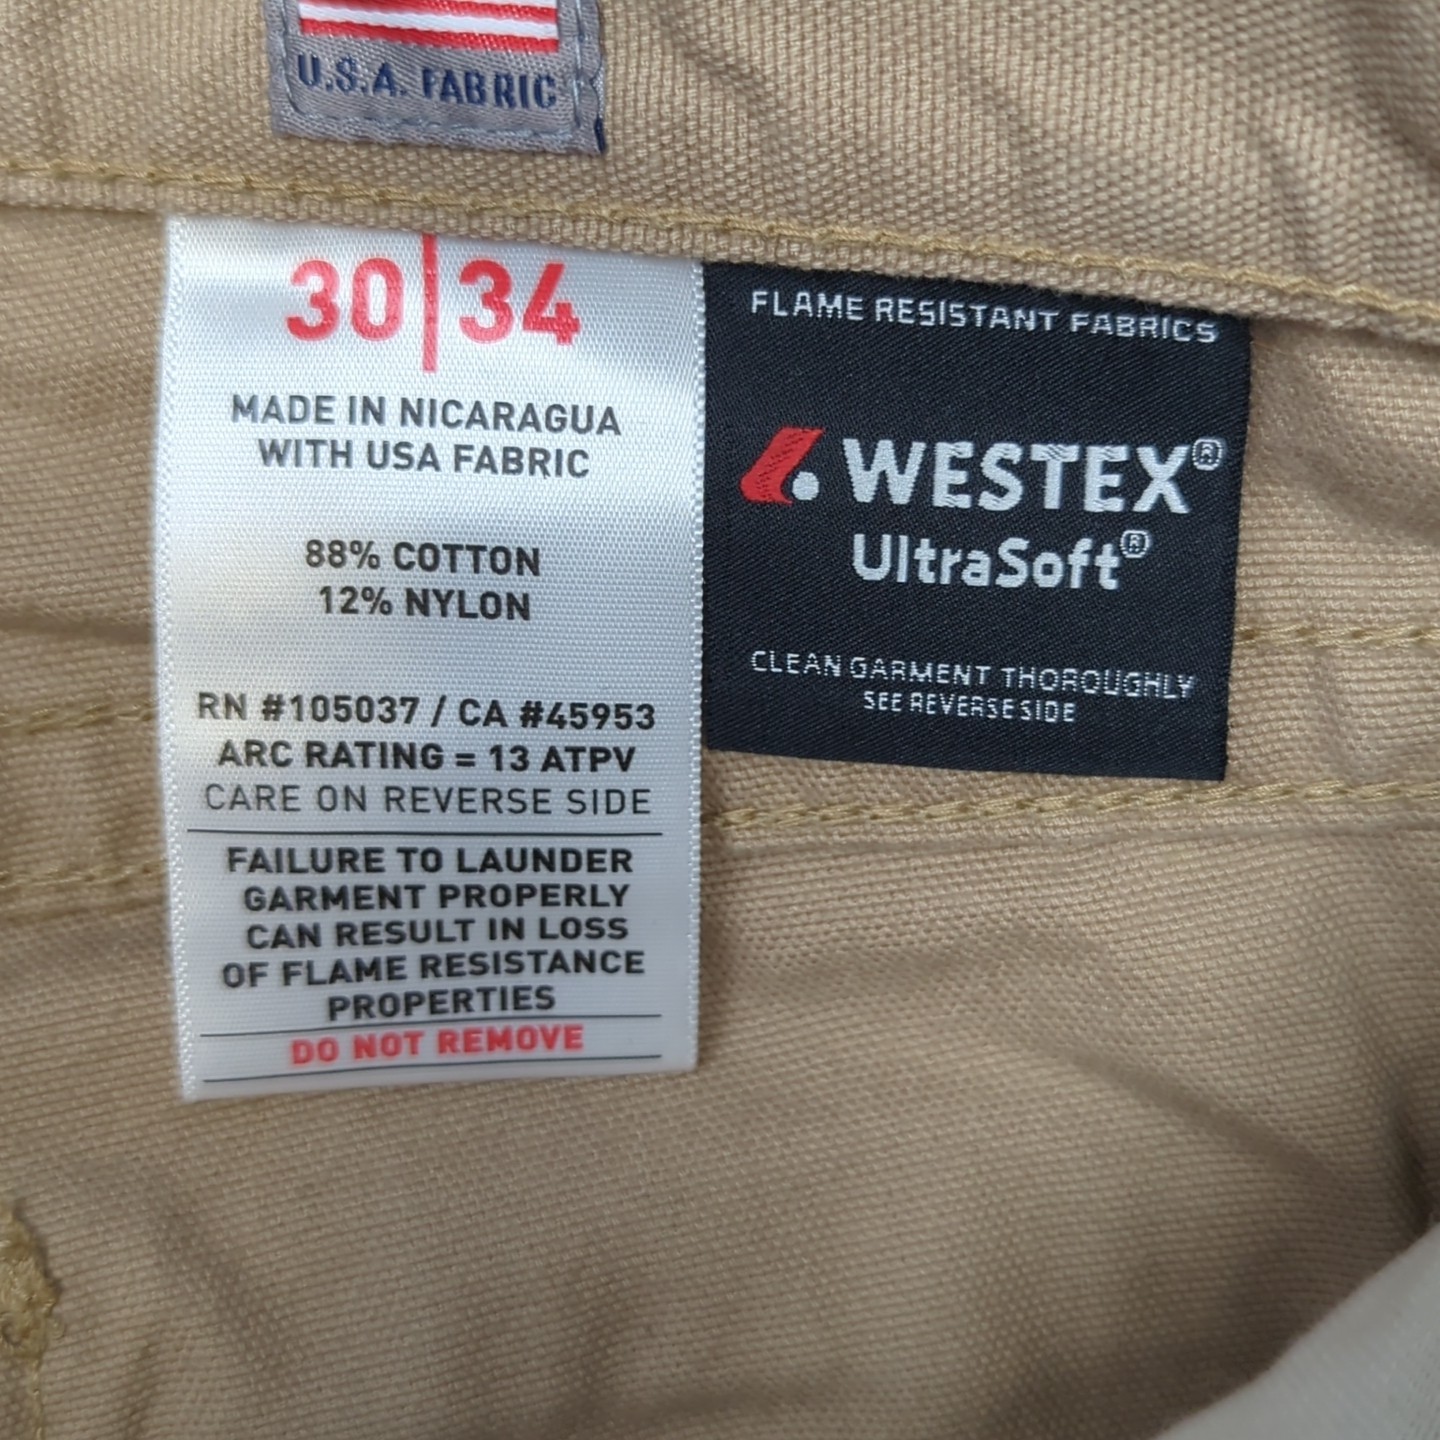 U.S.A. FABRIC
30|34
MADE IN NICARAGUA
WITH USA FABRIC
88% COTTON
12% NYLON
RN #105037 / CA #45953
ARC RATING = 13 ATPV
CARE ON REVERSE SIDE
FAILURE TO LAUNDER
GARMENT PROPERLY
CAN RESULT IN LOSS
OF FLAME RESISTANCE
PROPERTIES
DO NOT REMOVE
FLAME RESISTANT FABRICS
WESTEX®
UltraSoft®
CLEAN GARMENT THOROUGHLY
SEE REVERSE SIDE